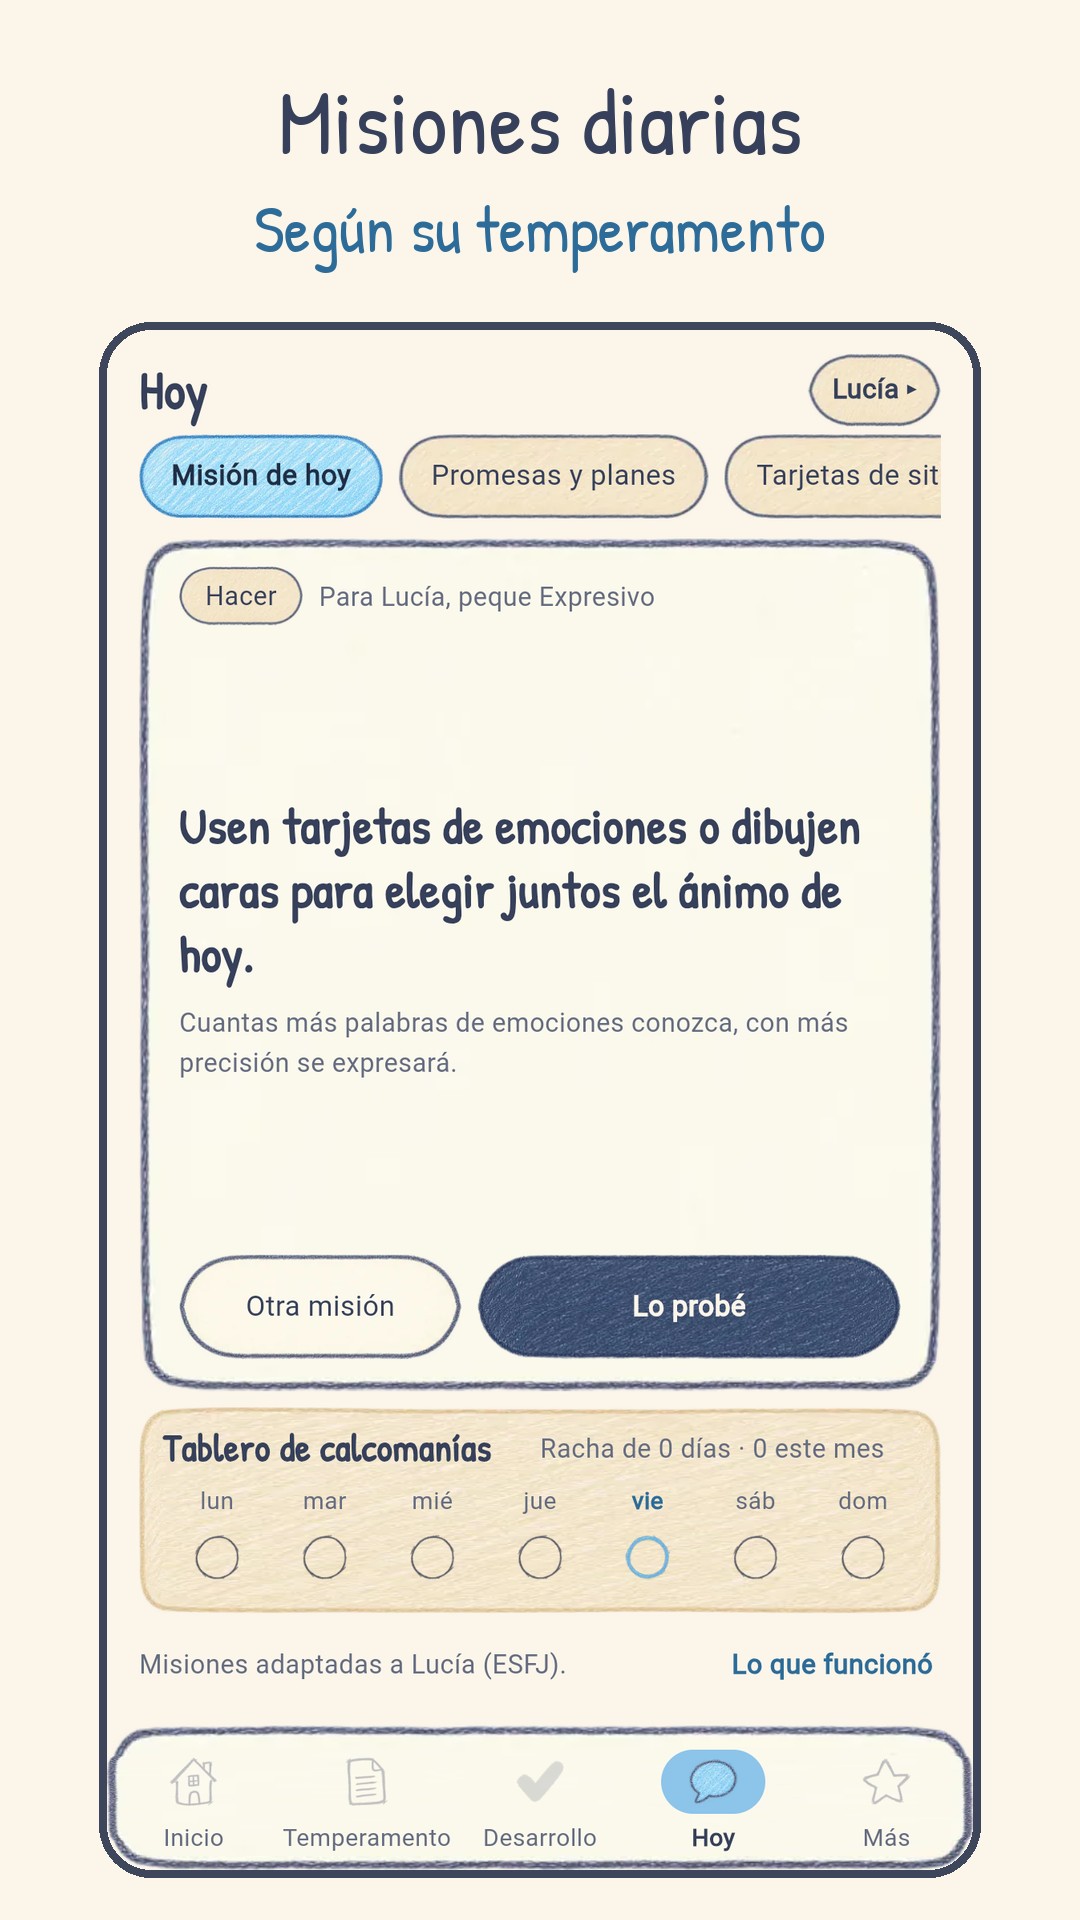 Misiones diarias
Según su temperamento
Hoy
Lucía ▸
Misión de hoy
Promesas y planes
Tarjetas de sit
Hacer
Para Lucía, peque Expresivo
Usen tarjetas de emociones o dibujen
caras para elegir juntos el ánimo de
hoy.
Cuantas más palabras de emociones conozca, con más
precisión se expresará.
Otra misión
Lo probé
Tablero de calcomanías
Racha de 0 días · 0 este mes
lun mar mié jue vie sáb dom
Misiones adaptadas a Lucía (ESFJ).
Lo que funcionó
Inicio Temperamento Desarrollo Hoy Más